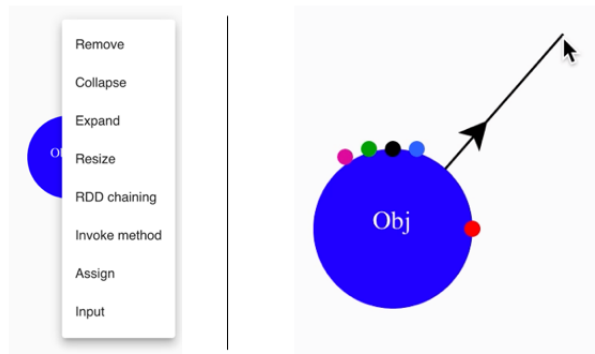 Remove
Collapse
Expand
Resize
RDD chaining
Invoke method
Assign
Input
Obj